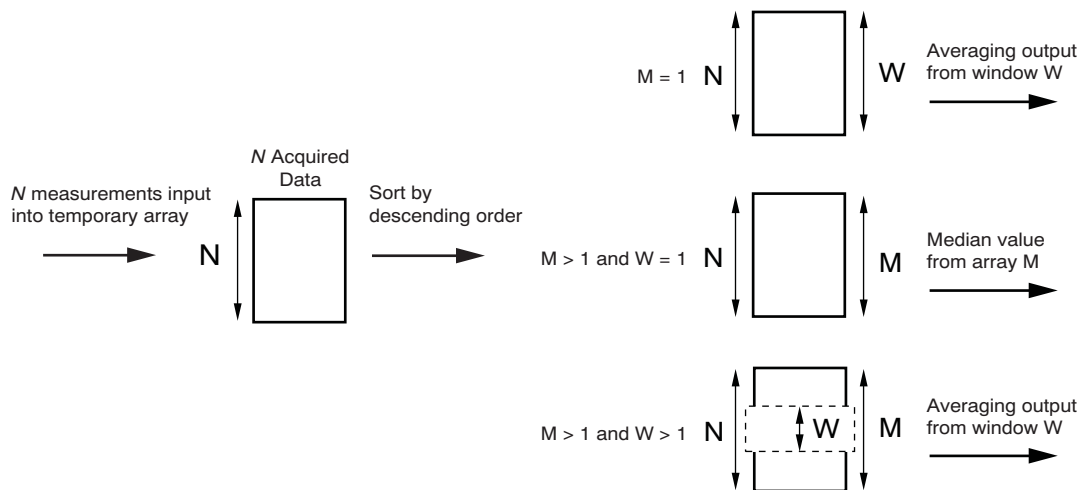 N measurements input
into temporary array
N
N Acquired
Data
Sort by
descending order
M = 1
N
W
Averaging output
from window W
M > 1 and W = 1
N
M
Median value
from array M
M > 1 and W > 1
N
W
M
Averaging output
from window W